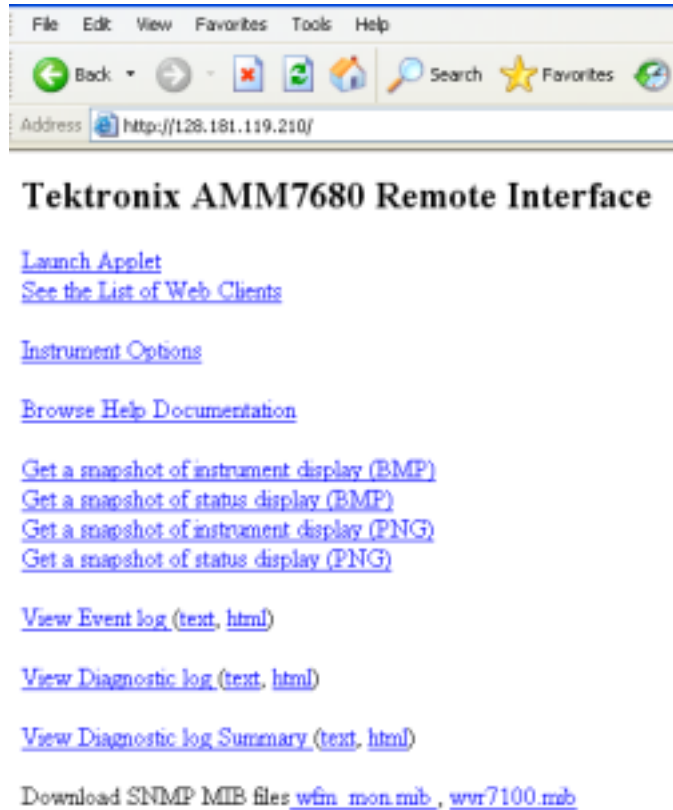 File Edit View Favorites Tools Help
Back Search Favorites
Address http://128.181.119.210/
Tektronix AMM7680 Remote Interface
Launch Applet
See the List of Web Clients
Instrument Options
Browse Help Documentation
Get a snapshot of instrument display (BMP)
Get a snapshot of status display (BMP)
Get a snapshot of instrument display (PNG)
Get a snapshot of status display (PNG)
View Event log (text, html)
View Diagnostic log (text, html)
View Diagnostic log Summary (text, html)
Download SNMP MIB files wfm_mon.mib , wvr7100.mib